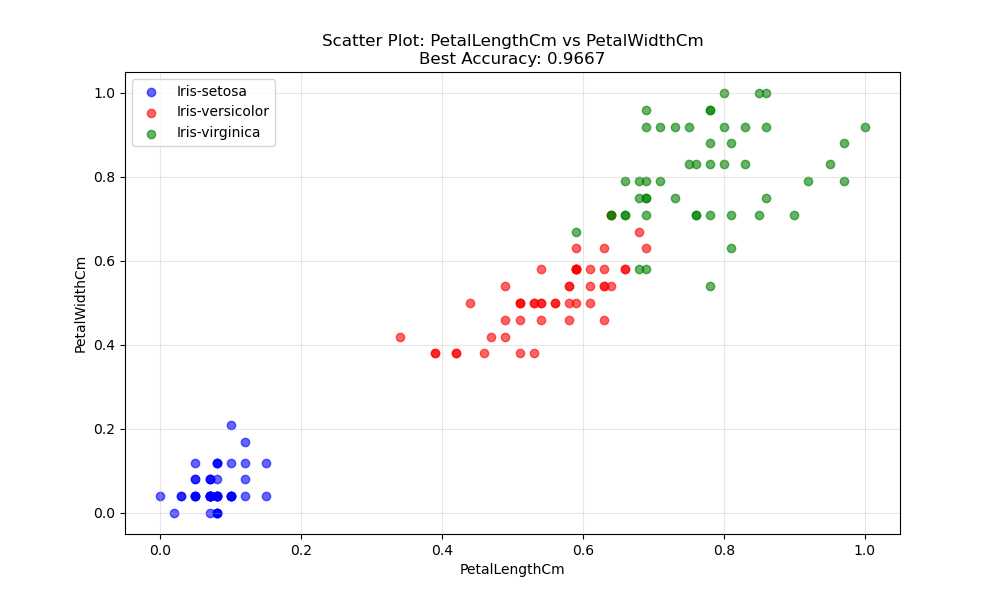 Scatter Plot: PetalLengthCm vs PetalWidthCm
Best Accuracy: 0.9667
Iris-setosa
Iris-versicolor
Iris-virginica
PetalWidthCm
1.0
0.8
0.6
0.4
0.2
0.0
0.0 0.2 0.4 0.6 0.8 1.0
PetalLengthCm